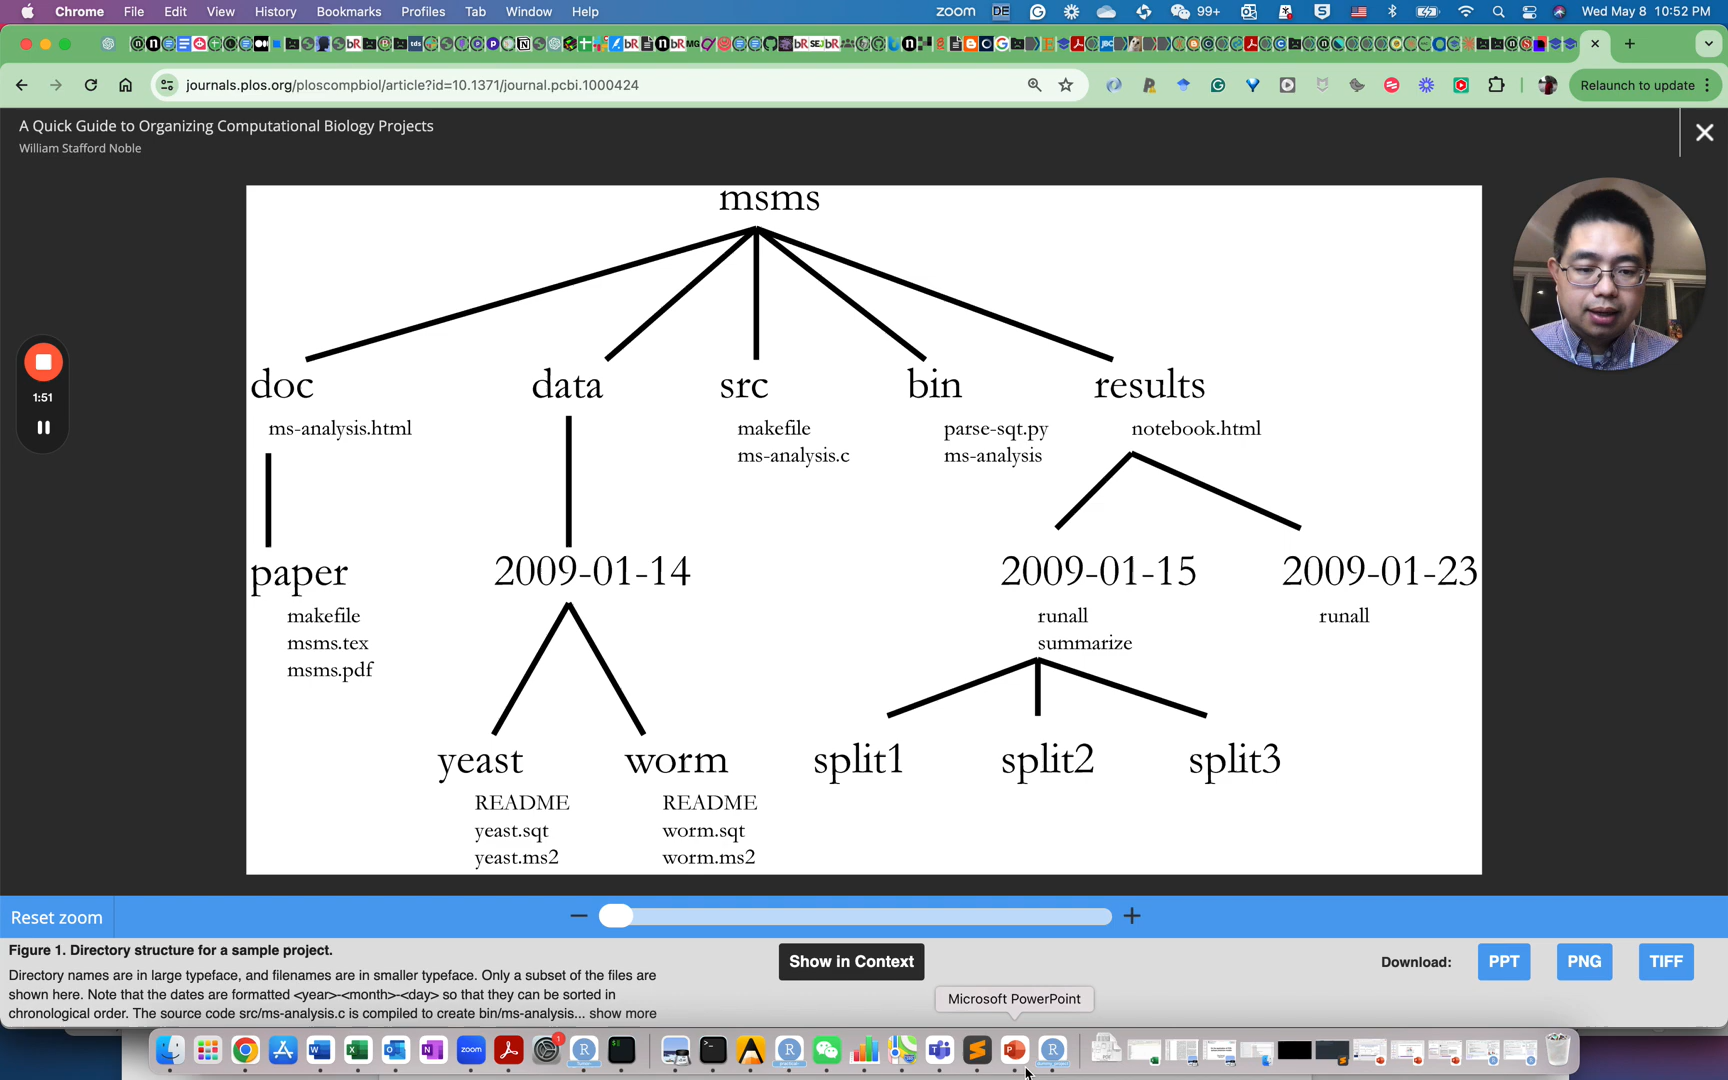 Chrome File Edit View History Bookmarks Profiles Tab Window Help
zoom DE 99+ Wed May 8 10:52 PM
journals.plos.org/ploscompbiol/article?id=10.1371/journal.pcbi.1000424
Relaunch to update
A Quick Guide to Organizing Computational Biology Projects
William Stafford Noble
1:51
msms
doc data src bin results
ms-analysis.html makefile parse-sqt.py notebook.html
ms-analysis.c ms-analysis
paper 2009-01-14 2009-01-15 2009-01-23
makefile runall runall
msms.tex summarize
msms.pdf
yeast worm split1 split2 split3
README README
yeast.sqt worm.sqt
yeast.ms2 worm.ms2
Reset zoom
Figure 1. Directory structure for a sample project.
Directory names are in large typeface, and filenames are in smaller typeface. Only a subset of the files are
shown here. Note that the dates are formatted <year>-<month>-<day> so that they can be sorted in
chronological order. The source code src/ms-analysis.c is compiled to create bin/ms-analysis... show more
Show in Context
Download: PPT PNG TIFF
Microsoft PowerPoint
zoom